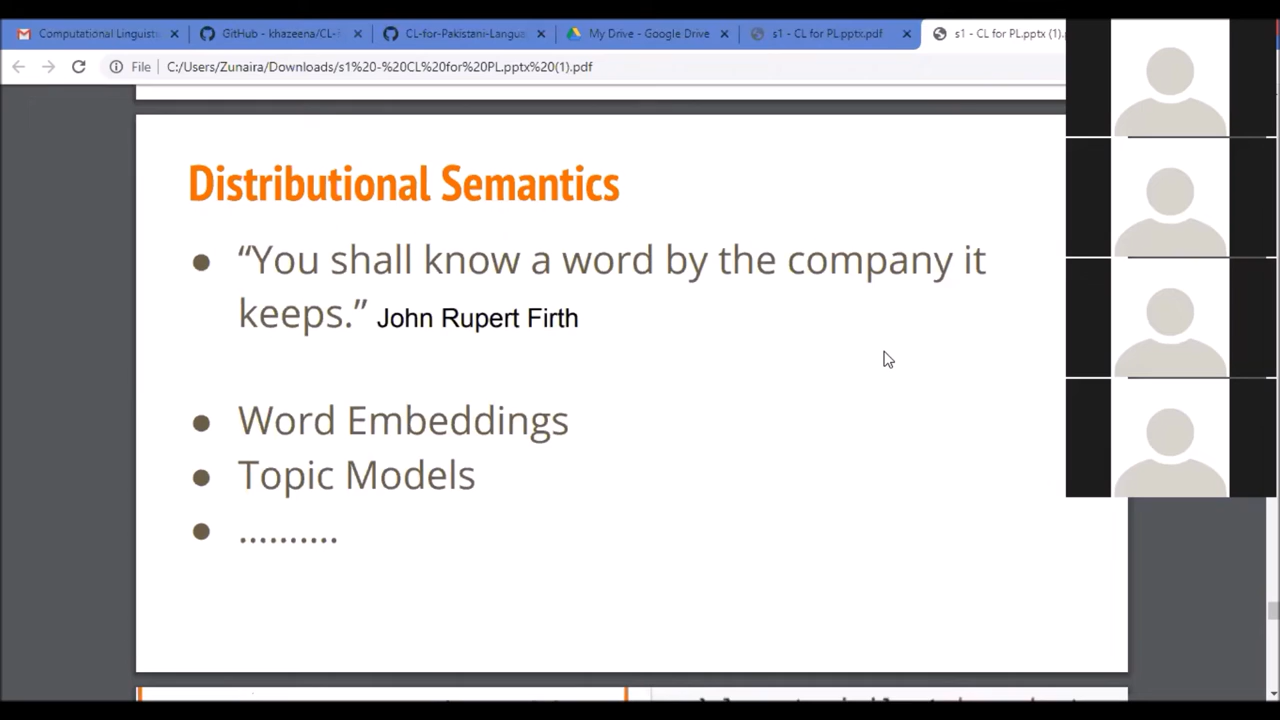 Computational Linguisti
GitHub - khazeena/CL-
CL-for-Pakistani-Langua
My Drive - Google Drive
s1 - CL for PL.pptx.pdf
s1 - CL for PL.pptx (1).
File
C:/Users/Zunaira/Downloads/s1%20-%20CL%20for%20PL.pptx%20(1).pdf
Distributional Semantics
● “You shall know a word by the company it
keeps.” John Rupert Firth
● Word Embeddings
● Topic Models
● ..........